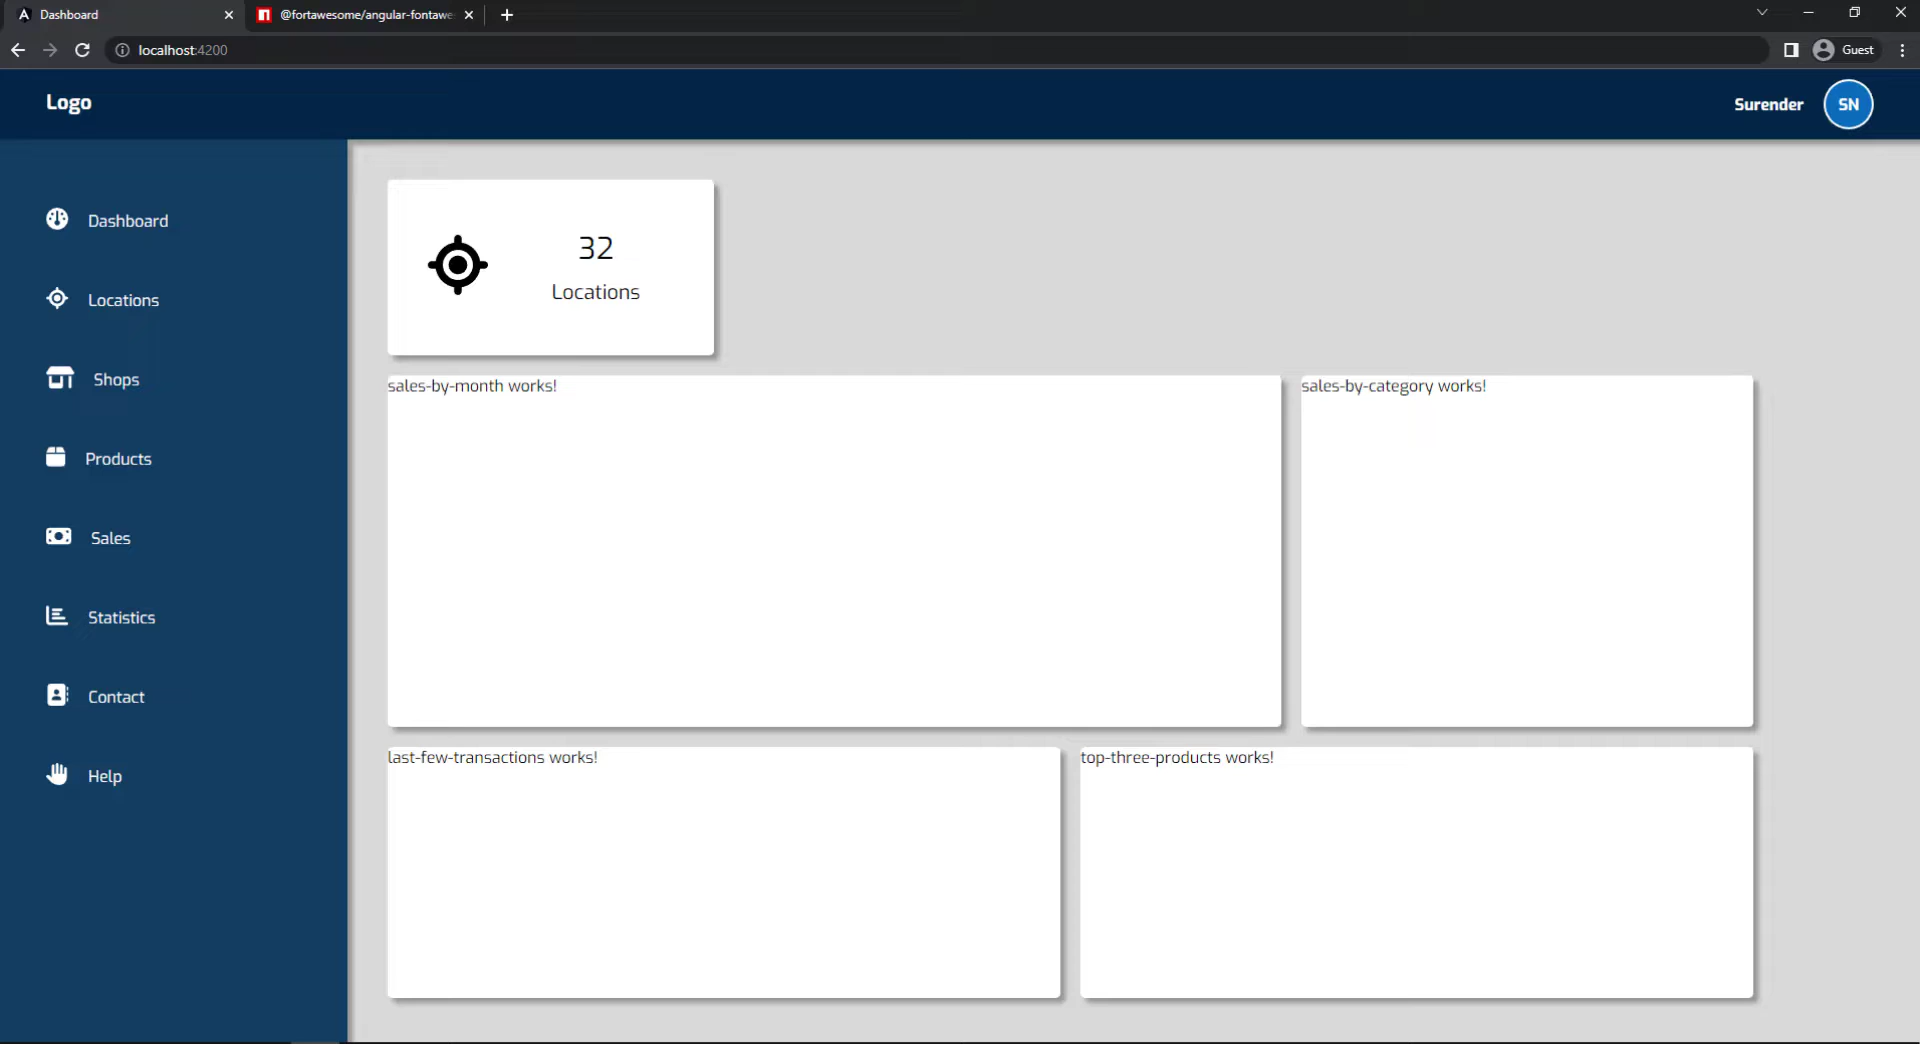 Dashboard
@fortawesome/angular-fontawe
localhost:4200
Guest
Logo
Surender
SN
Dashboard
Locations
Shops
Products
Sales
Statistics
Contact
Help
32
Locations
sales-by-month works!
sales-by-category works!
last-few-transactions works!
top-three-products works!